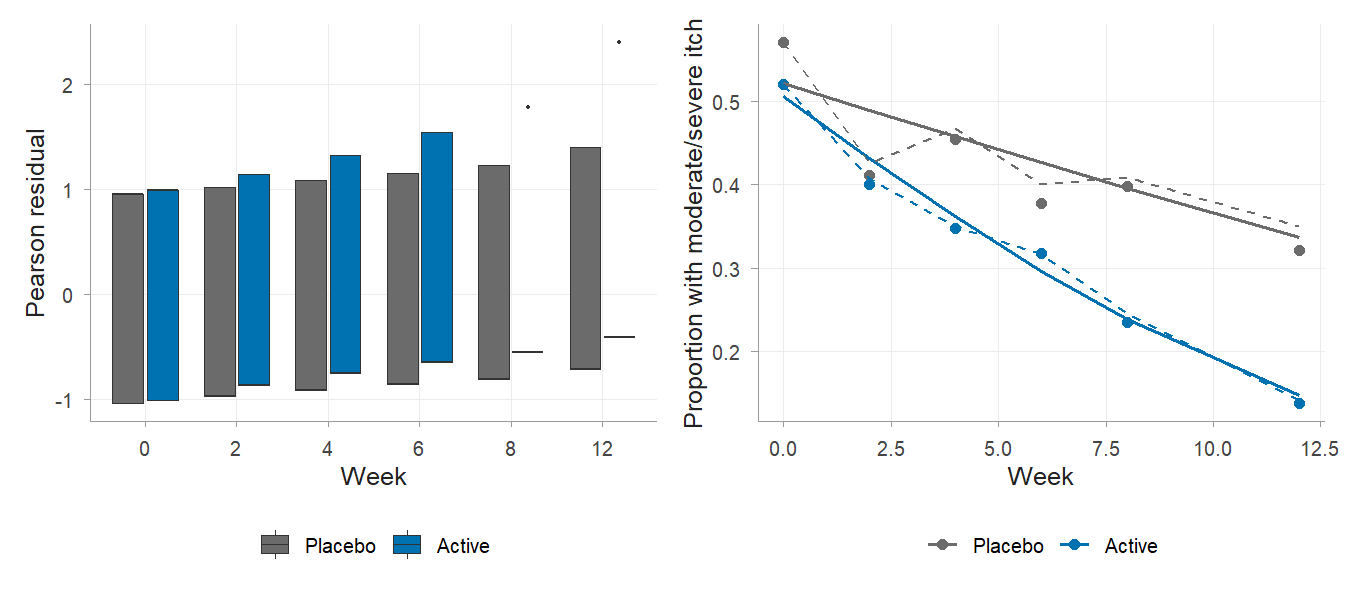 Pearson residual
2
1
0
-1
0 2 4 6 8 12
Week
Placebo Active
Proportion with moderate/severe itch
0.5
0.4
0.3
0.2
0.0 2.5 5.0 7.5 10.0 12.5
Week
Placebo Active